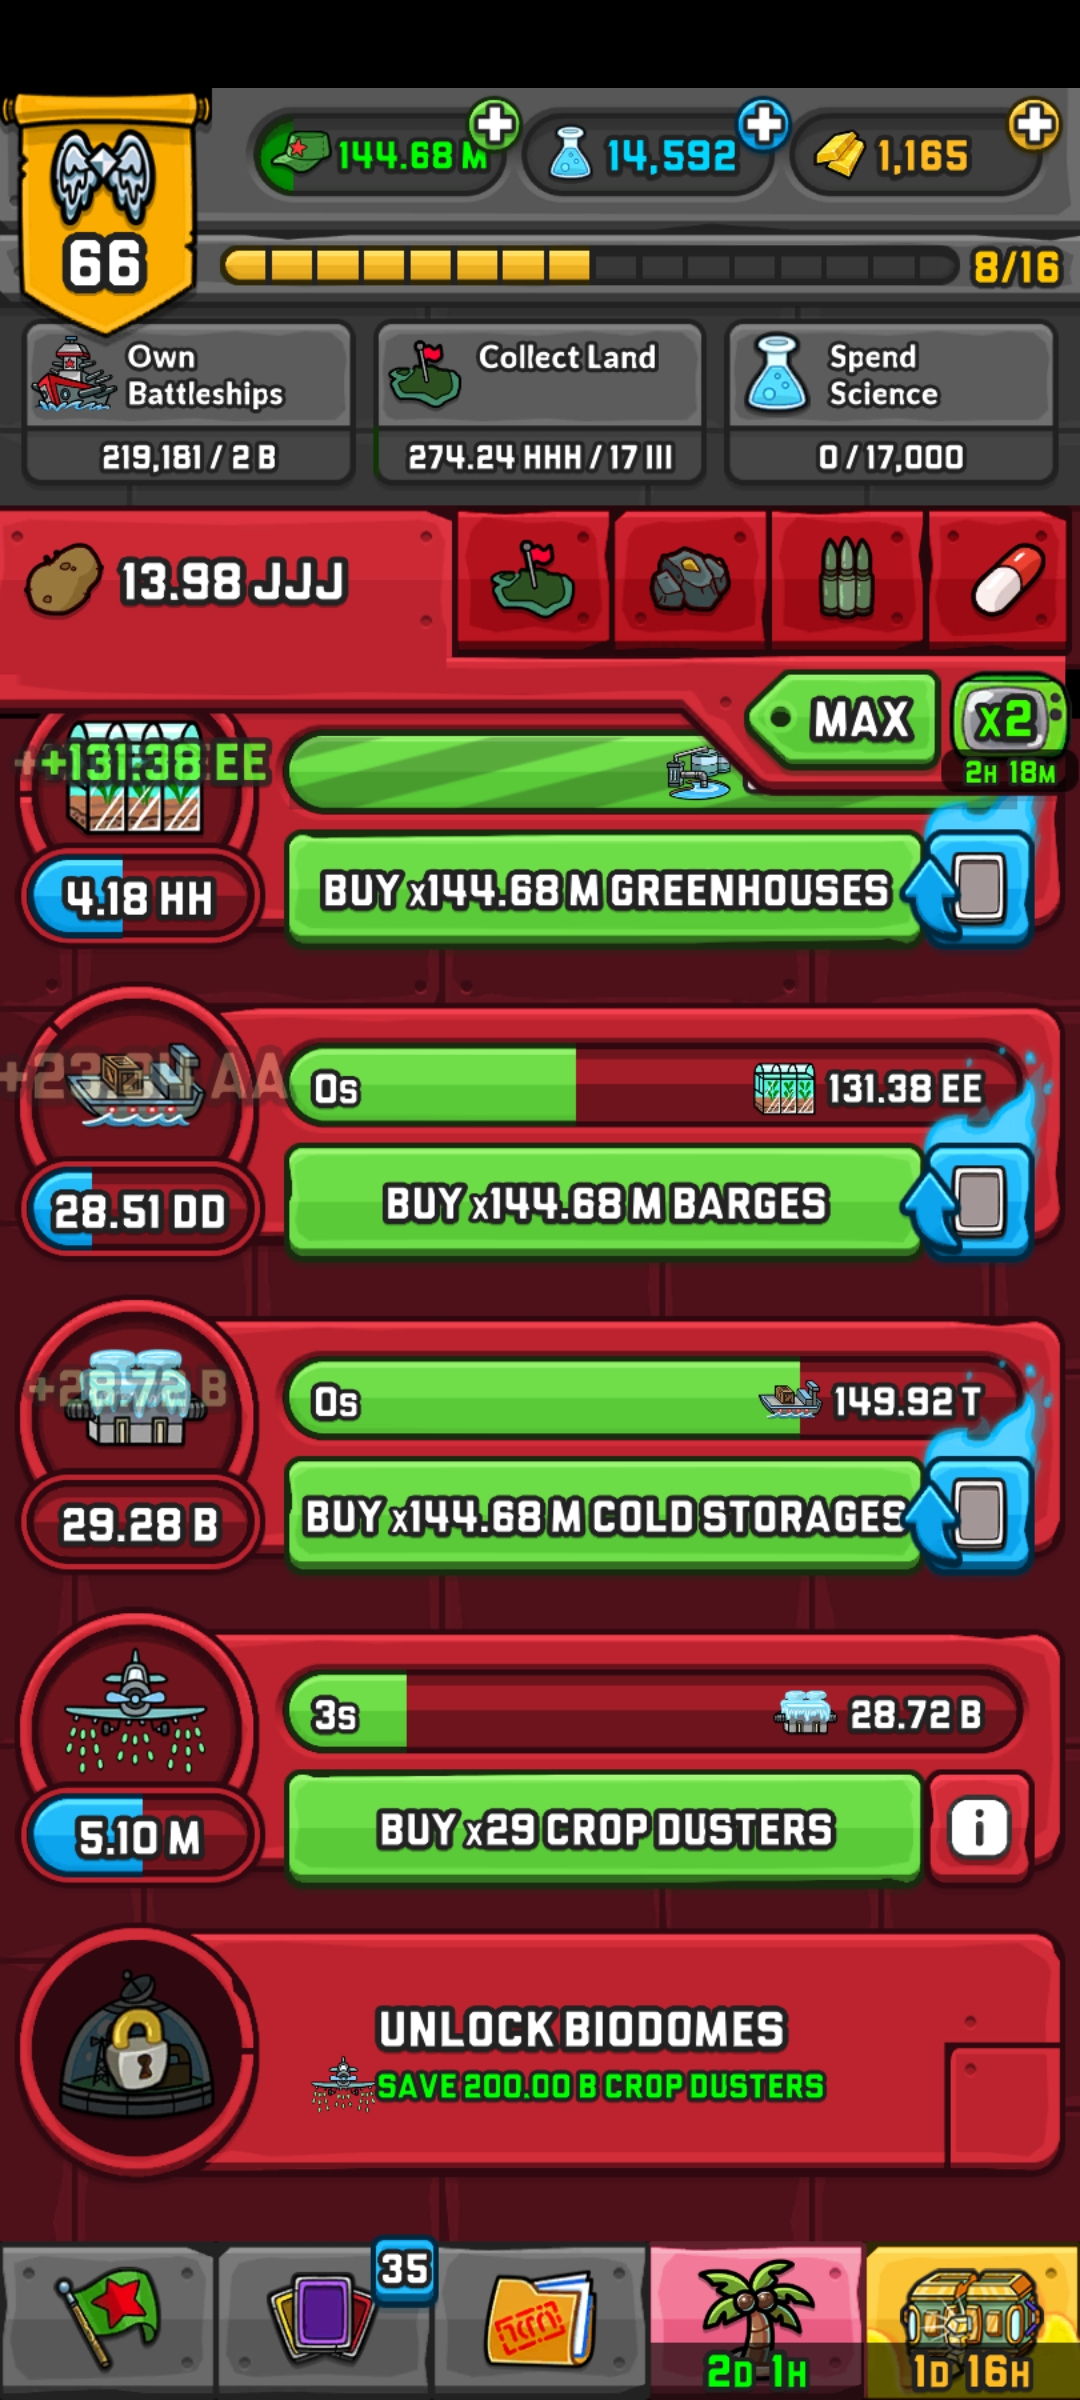 144.68 M
14,592
1,165
66
8/16
Own
Battleships
219,181 / 2 B
Collect Land
274.24 HHH / 17 III
Spend
Science
0 / 17,000
13.98 JJJ
MAX
x2
2H 18M
+131.38 EE
4.18 HH
BUY x144.68 M GREENHOUSES
0s
131.38 EE
28.51 DD
BUY x144.68 M BARGES
+28.72 B
0s
149.92 T
29.28 B
BUY x144.68 M COLD STORAGES
3s
28.72 B
5.10 M
BUY x29 CROP DUSTERS
i
UNLOCK BIODOMES
SAVE 200.00 B CROP DUSTERS
35
2D 1H
1D 16H